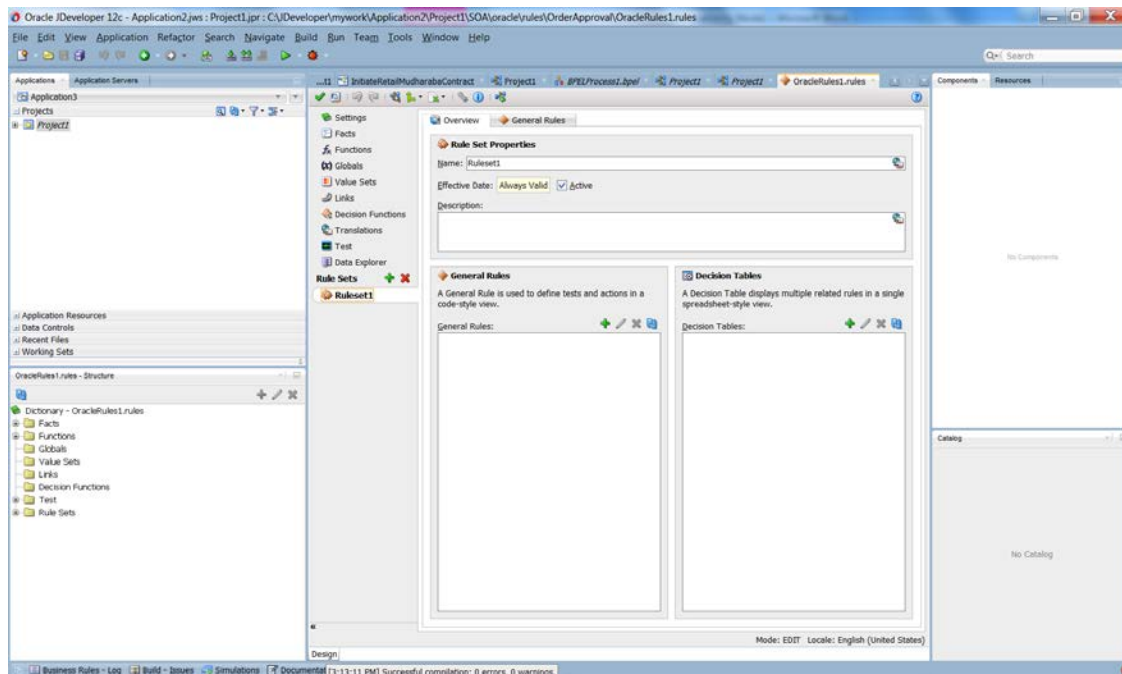 Oracle JDeveloper 12c - Application2.jws : Project1.jpr : C:\JDeveloper\mywork\Application2\Project1\SOA\oracle\rules\OrderApproval\OracleRules1.rules
File Edit View Application Refactor Search Navigate Build Run Team Tools Window Help
Search
Applications Application Servers
Application3
Projects
Project1
Application Resources
Data Controls
Recent Files
Working Sets
OracleRules1.rules - Structure
Dictionary - OracleRules1.rules
Facts
Functions
Globals
Value Sets
Links
Decision Functions
Test
Rule Sets
...t1 InitiateRetailMudharabaContract Project1 BPELProcess1.bpel Project1 Project1 OracleRules1.rules
Settings
Facts
Functions
Globals
Value Sets
Links
Decision Functions
Translations
Test
Data Explorer
Rule Sets
Ruleset1
Overview General Rules
Rule Set Properties
Name: Ruleset1
Effective Date: Always Valid Active
Description:
General Rules
A General Rule is used to define tests and actions in a
code-style view.
General Rules:
Decision Tables
A Decision Table displays multiple related rules in a single
spreadsheet-style view.
Decision Tables:
Mode: EDIT Locale: English (United States)
Design
Components Resources
No Components
Catalog
No Catalog
Business Rules - Log Build - Issues Simulations Documentat
[3:13:11 PM] Successful compilation: 0 errors, 0 warnings.